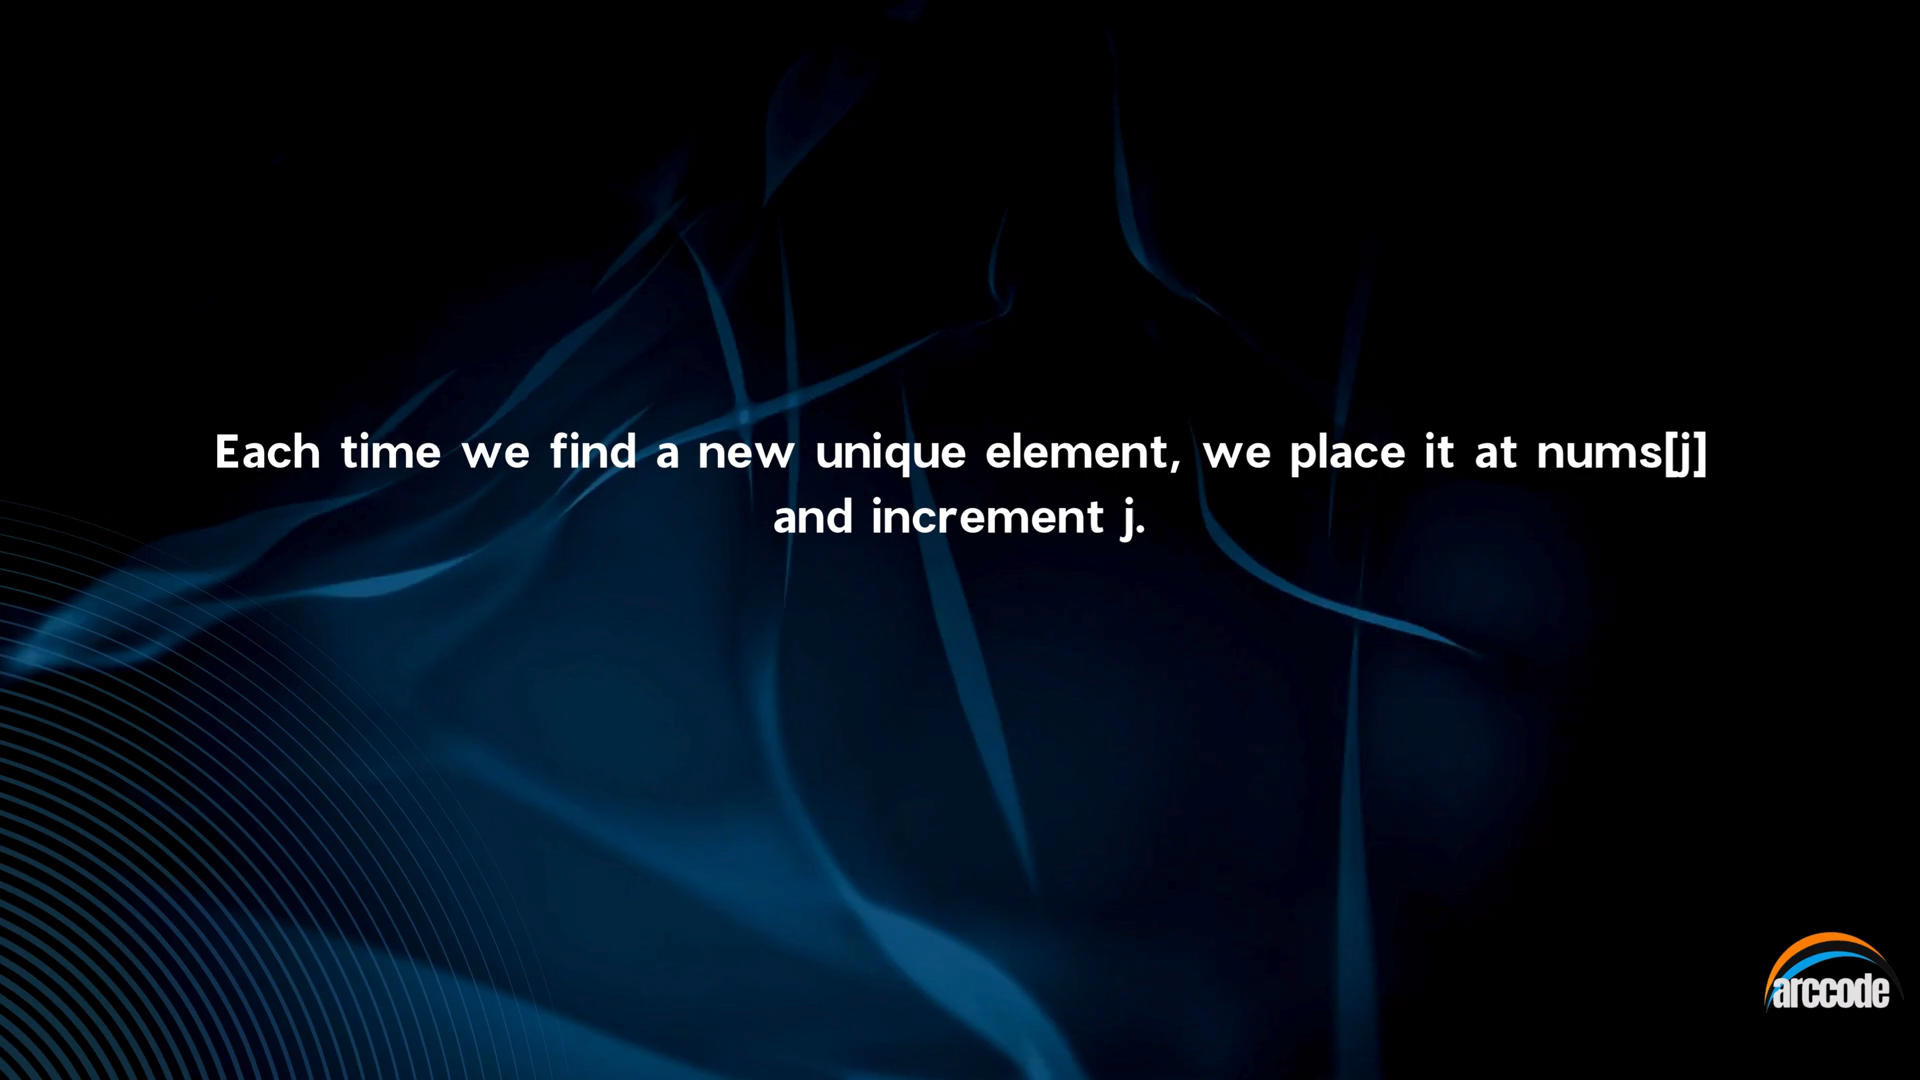 Each time we find a new unique element, we place it at nums[j]
and increment j.
arccode